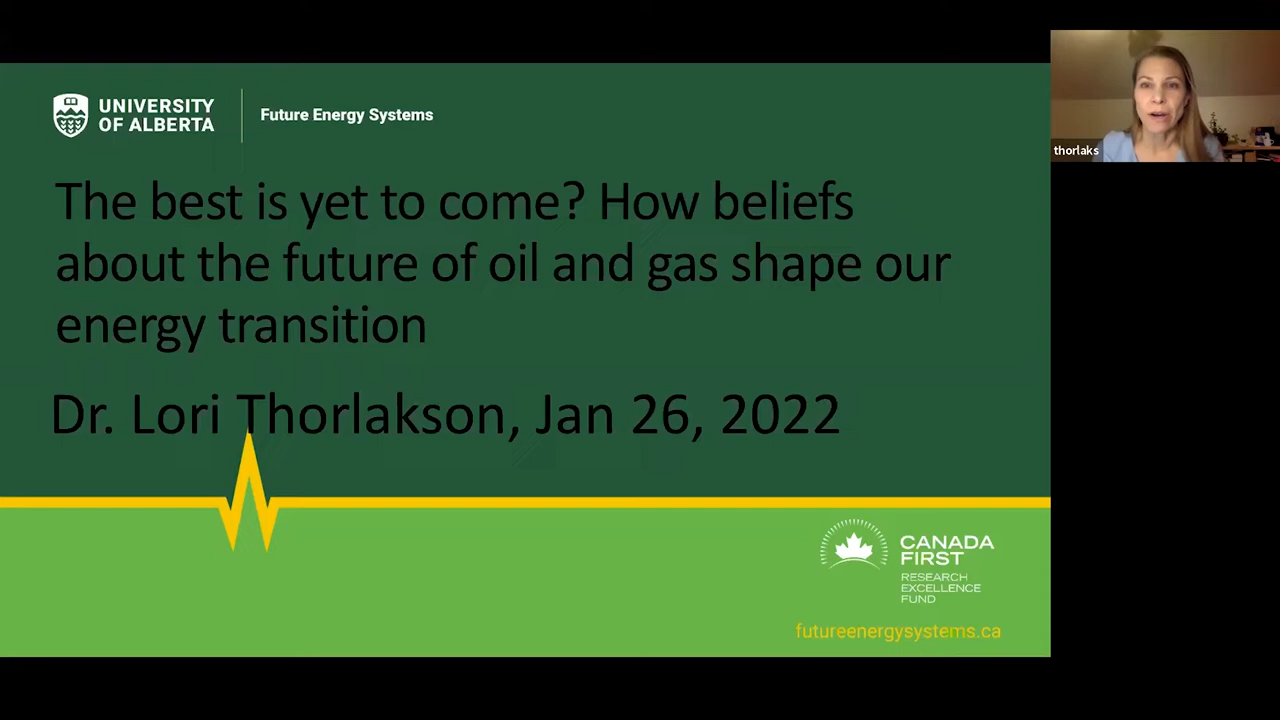 UNIVERSITY
OF ALBERTA
Future Energy Systems
thorlaks
The best is yet to come? How beliefs
about the future of oil and gas shape our
energy transition
Dr. Lori Thorlakson, Jan 26, 2022
CANADA
FIRST
RESEARCH
EXCELLENCE
FUND
futureenergysystems.ca